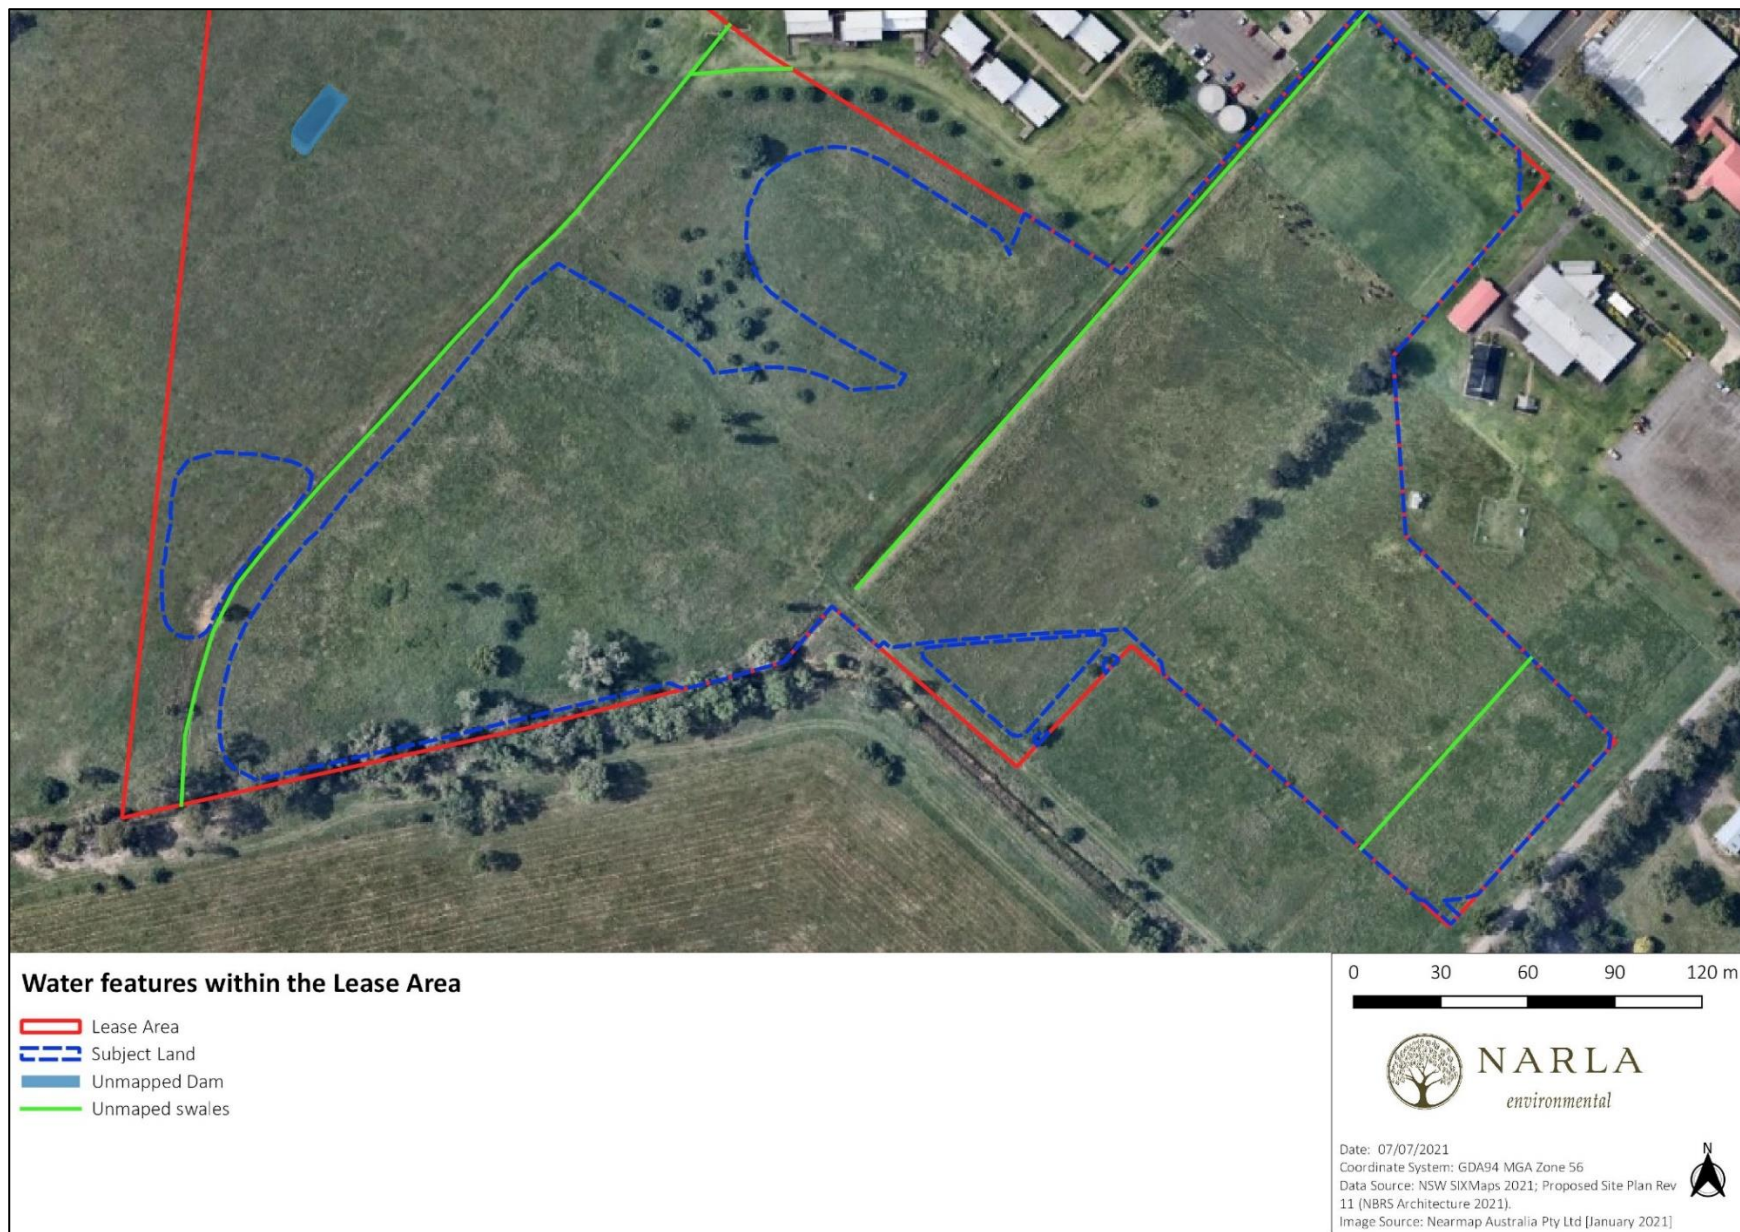 Water features within the Lease Area
Lease Area
Subject Land
Unmapped Dam
Unmaped swales
0 30 60 90 120 m
NARLA
environmental
N
Date: 07/07/2021
Coordinate System: GDA94 MGA Zone 56
Data Source: NSW SIXMaps 2021; Proposed Site Plan Rev
11 (NBRS Architecture 2021).
Image Source: Nearmap Australia Pty Ltd [January 2021]